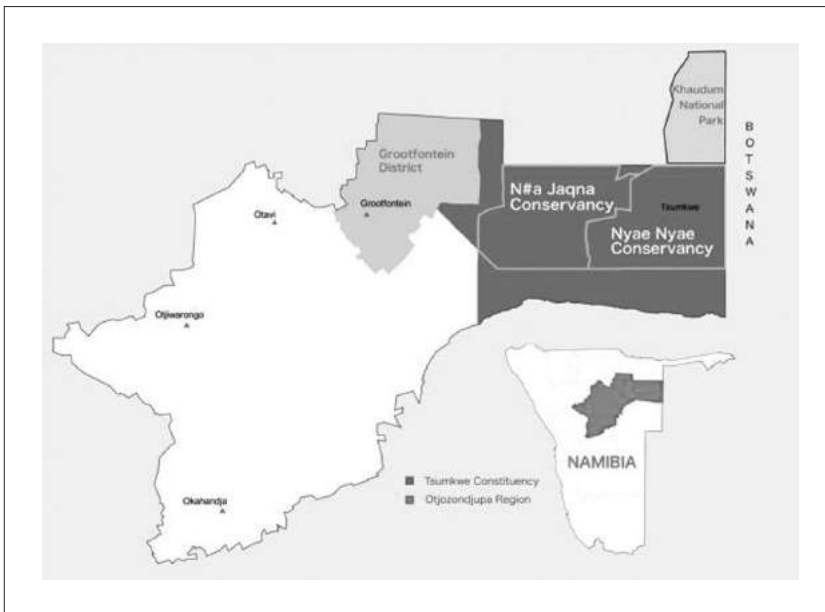 Khaudum
National
Park
BOTSWANA
Grootfontein
District
Grootfontein
N#a Jaqna
Conservancy
Tsumkwe
Nyae Nyae
Conservancy
Otavi
Otjiwarongo
NAMIBIA
Tsumkwe Constituency
Otjozondjupa Region
Okahandja